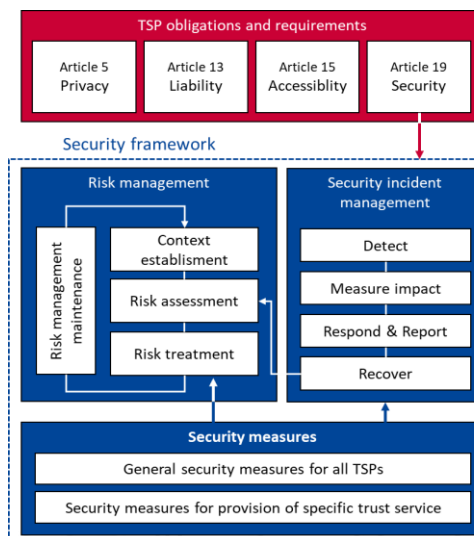 TSP obligations and requirements
Article 5
Privacy
Article 13
Liability
Article 15
Accessiblity
Article 19
Security
Security framework
Risk management
Risk management
maintenance
Context
establisment
Risk assessment
Risk treatment
Security incident
management
Detect
Measure impact
Respond & Report
Recover
Security measures
General security measures for all TSPs
Security measures for provision of specific trust service